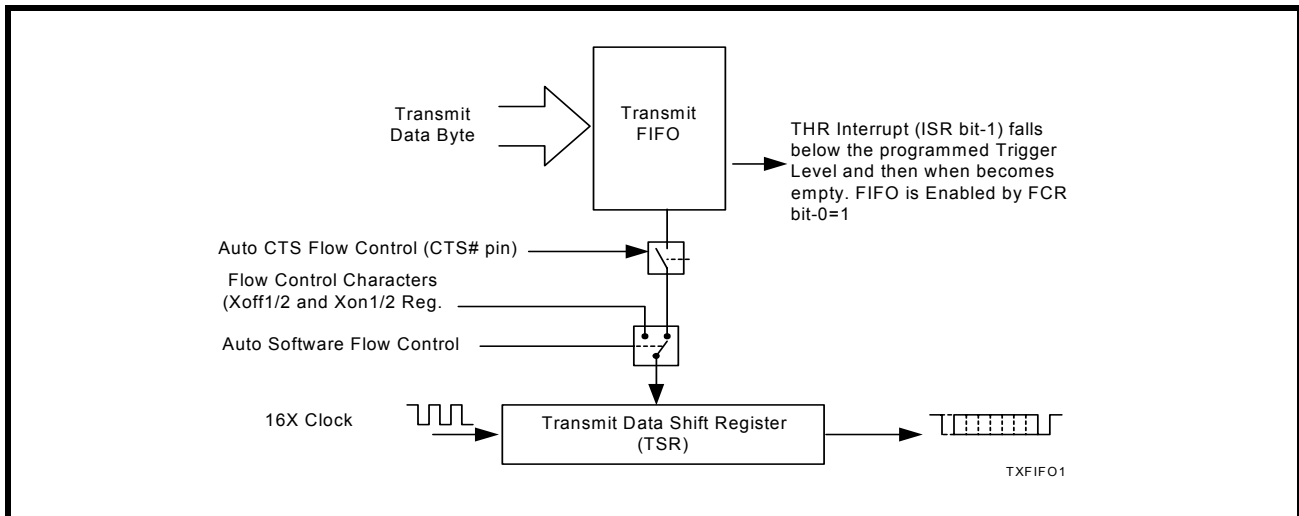 Transmit
Data Byte
Transmit
FIFO
THR Interrupt (ISR bit-1) falls
below the programmed Trigger
Level and then when becomes
empty. FIFO is Enabled by FCR
bit-0=1
Auto CTS Flow Control (CTS# pin)
Flow Control Characters
(Xoff1/2 and Xon1/2 Reg.
Auto Software Flow Control
16X Clock
Transmit Data Shift Register
(TSR)
TXFIFO1